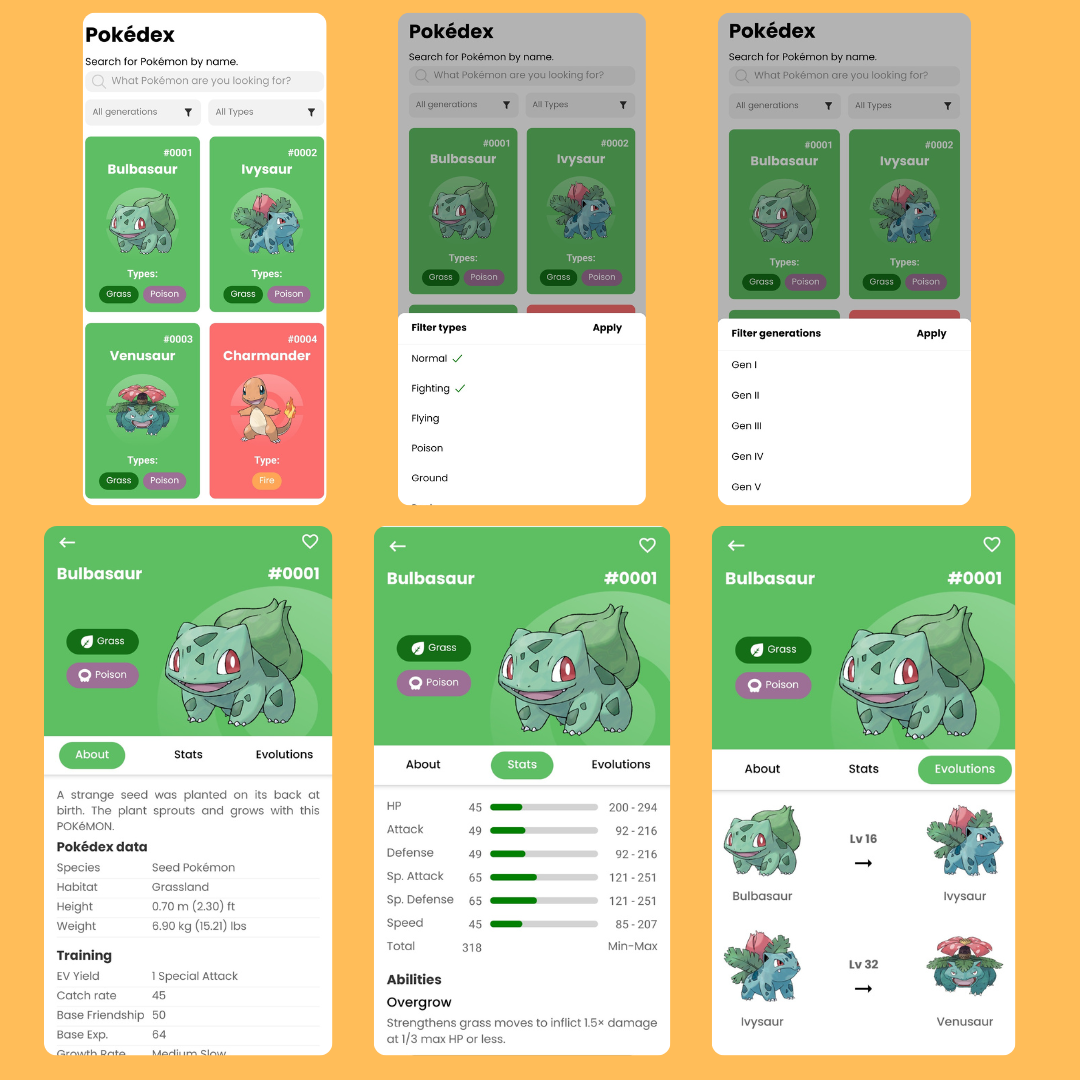 Pokédex
Search for Pokémon by name.
What Pokémon are you looking for?
All generations
All Types
#0001
Bulbasaur
Types:
Grass
Poison
#0002
Ivysaur
Types:
Grass
Poison
#0003
Venusaur
Types:
Grass
Poison
#0004
Charmander
Type:
Fire
Pokédex
Search for Pokémon by name.
What Pokémon are you looking for?
All generations
All Types
#0001
Bulbasaur
Types:
Grass
Poison
#0002
Ivysaur
Types:
Grass
Poison
Filter types
Apply
Normal
Fighting
Flying
Poison
Ground
Pokédex
Search for Pokémon by name.
What Pokémon are you looking for?
All generations
All Types
#0001
Bulbasaur
Types:
Grass
Poison
#0002
Ivysaur
Types:
Grass
Poison
Filter generations
Apply
Gen I
Gen II
Gen III
Gen IV
Gen V
Bulbasaur #0001
Grass
Poison
About Stats Evolutions
A strange seed was planted on its back at
birth. The plant sprouts and grows with this
POKéMON.
Pokédex data
Species Seed Pokémon
Habitat Grassland
Height 0.70 m (2.30) ft
Weight 6.90 kg (15.21) lbs
Training
EV Yield 1 Special Attack
Catch rate 45
Base Friendship 50
Base Exp. 64
Growth Rate Medium Slow
Bulbasaur #0001
Grass
Poison
About Stats Evolutions
HP 45 200 - 294
Attack 49 92 - 216
Defense 49 92 - 216
Sp. Attack 65 121 - 251
Sp. Defense 65 121 - 251
Speed 45 85 - 207
Total 318 Min-Max
Abilities
Overgrow
Strengthens grass moves to inflict 1.5× damage
at 1/3 max HP or less.
Bulbasaur #0001
Grass
Poison
About Stats Evolutions
Lv 16
Bulbasaur Ivysaur
Lv 32
Ivysaur Venusaur